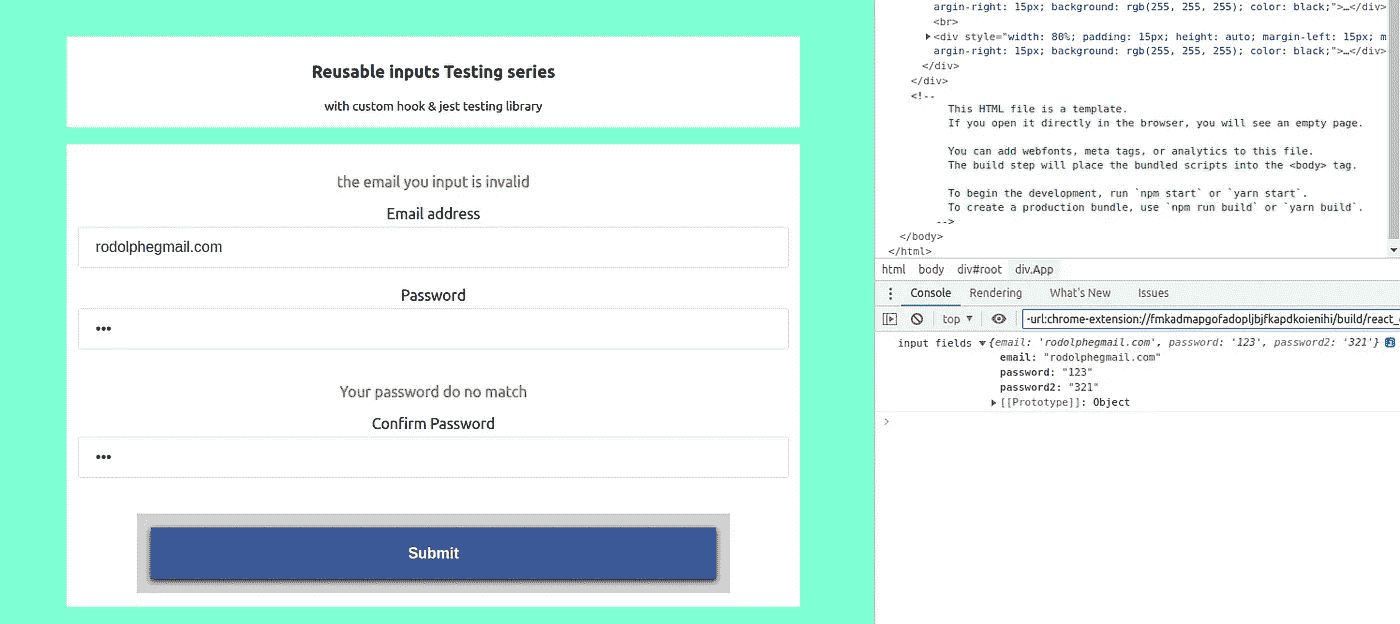 Reusable inputs Testing series
with custom hook & jest testing library
the email you input is invalid
Email address
rodolphegmail.com
Password
•••
Your password do no match
Confirm Password
•••
Submit
argin-right: 15px; background: rgb(255, 255, 255); color: black;">…</div>
<br>
<div style="width: 80%; padding: 15px; height: auto; margin-left: 15px; m
argin-right: 15px; background: rgb(255, 255, 255); color: black;">…</div>
</div>
</div>
<!--
This HTML file is a template.
If you open it directly in the browser, you will see an empty page.
You can add webfonts, meta tags, or analytics to this file.
The build step will place the bundled scripts into the <body> tag.
To begin the development, run `npm start` or `yarn start`.
To create a production bundle, use `npm run build` or `yarn build`.
-->
</body>
</html>
html body div#root div.App
Console Rendering What's New Issues
top -url:chrome-extension://fmkadmapgofadopljbjfkapdkoienihi/build/react_
input fields {email: 'rodolphegmail.com', password: '123', password2: '321'}
email: "rodolphegmail.com"
password: "123"
password2: "321"
[[Prototype]]: Object